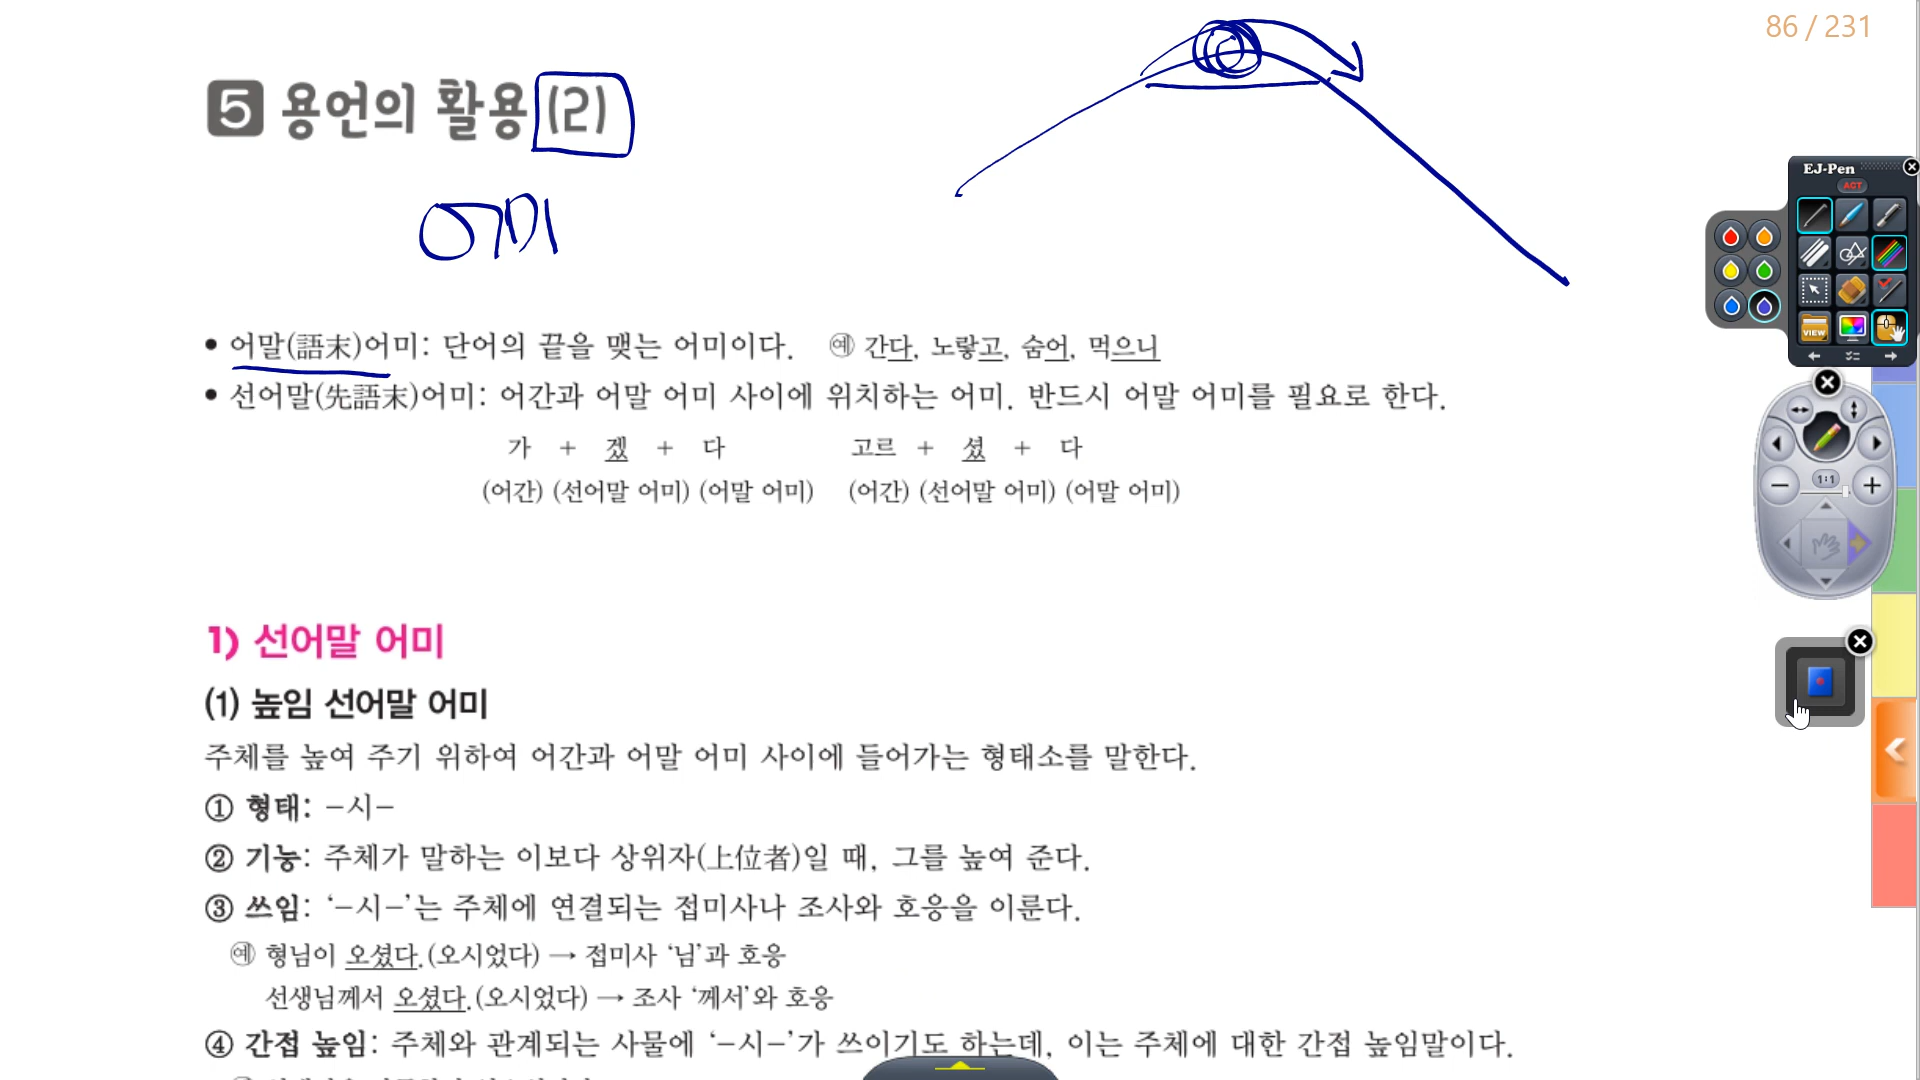 86 / 231
5 용언의 활용 (2)
어미
• 어말(語末)어미: 단어의 끝을 맺는 어미이다. 예 간다, 노랗고, 숨어, 먹으니
• 선어말(先語末)어미: 어간과 어말 어미 사이에 위치하는 어미. 반드시 어말 어미를 필요로 한다.
가 + 겠 + 다 고르 + 셨 + 다
(어간) (선어말 어미) (어말 어미) (어간) (선어말 어미) (어말 어미)
1) 선어말 어미
(1) 높임 선어말 어미
주체를 높여 주기 위하여 어간과 어말 어미 사이에 들어가는 형태소를 말한다.
① 형태: –시–
② 기능: 주체가 말하는 이보다 상위자(上位者)일 때, 그를 높여 준다.
③ 쓰임: ‘–시–’는 주체에 연결되는 접미사나 조사와 호응을 이룬다.
예 형님이 오셨다.(오시었다) → 접미사 ‘님’과 호응
선생님께서 오셨다.(오시었다) → 조사 ‘께서’와 호응
④ 간접 높임: 주체와 관계되는 사물에 ‘–시–’가 쓰이기도 하는데, 이는 주체에 대한 간접 높임말이다.
EJ-Pen
ACT
VIEW
1:1